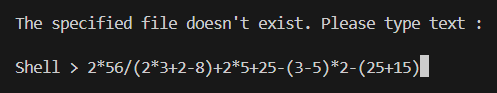 The specified file doesn't exist. Please type text :
Shell > 2*56/(2*3+2-8)+2*5+25-(3-5)*2-(25+15)